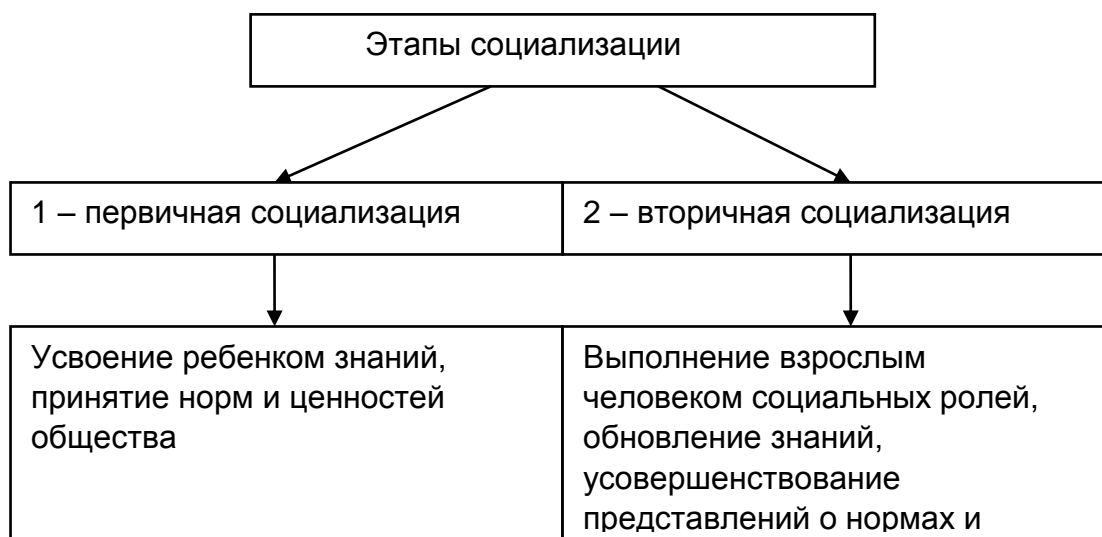 Этапы социализации
1 – первичная социализация
2 – вторичная социализация
Усвоение ребенком знаний,
принятие норм и ценностей
общества
Выполнение взрослым
человеком социальных ролей,
обновление знаний,
усовершенствование
представлений о нормах и